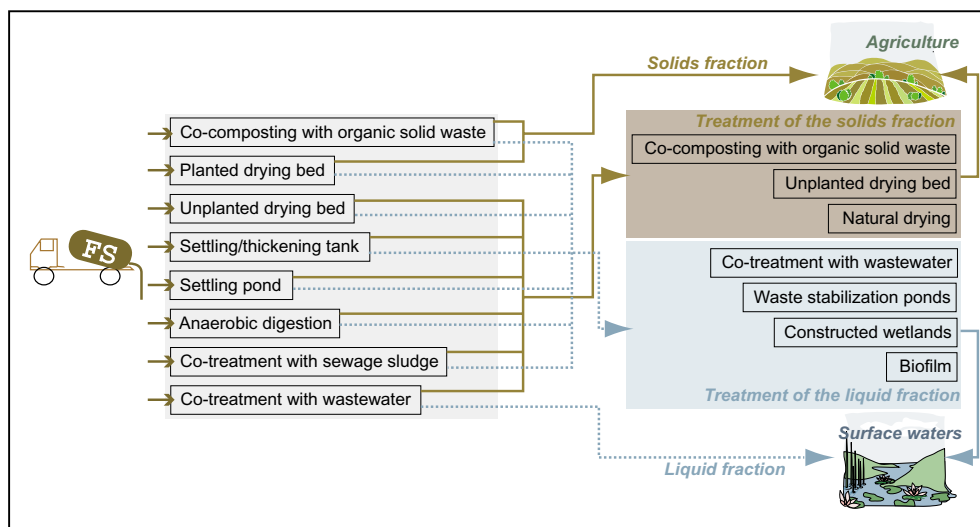 Agriculture
Solids fraction
Treatment of the solids fraction
Co-composting with organic solid waste
Co-composting with organic solid waste
Planted drying bed
Unplanted drying bed
Unplanted drying bed
Natural drying
FS
Settling/thickening tank
Co-treatment with wastewater
Settling pond
Waste stabilization ponds
Anaerobic digestion
Constructed wetlands
Co-treatment with sewage sludge
Biofilm
Co-treatment with wastewater
Treatment of the liquid fraction
Surface waters
Liquid fraction